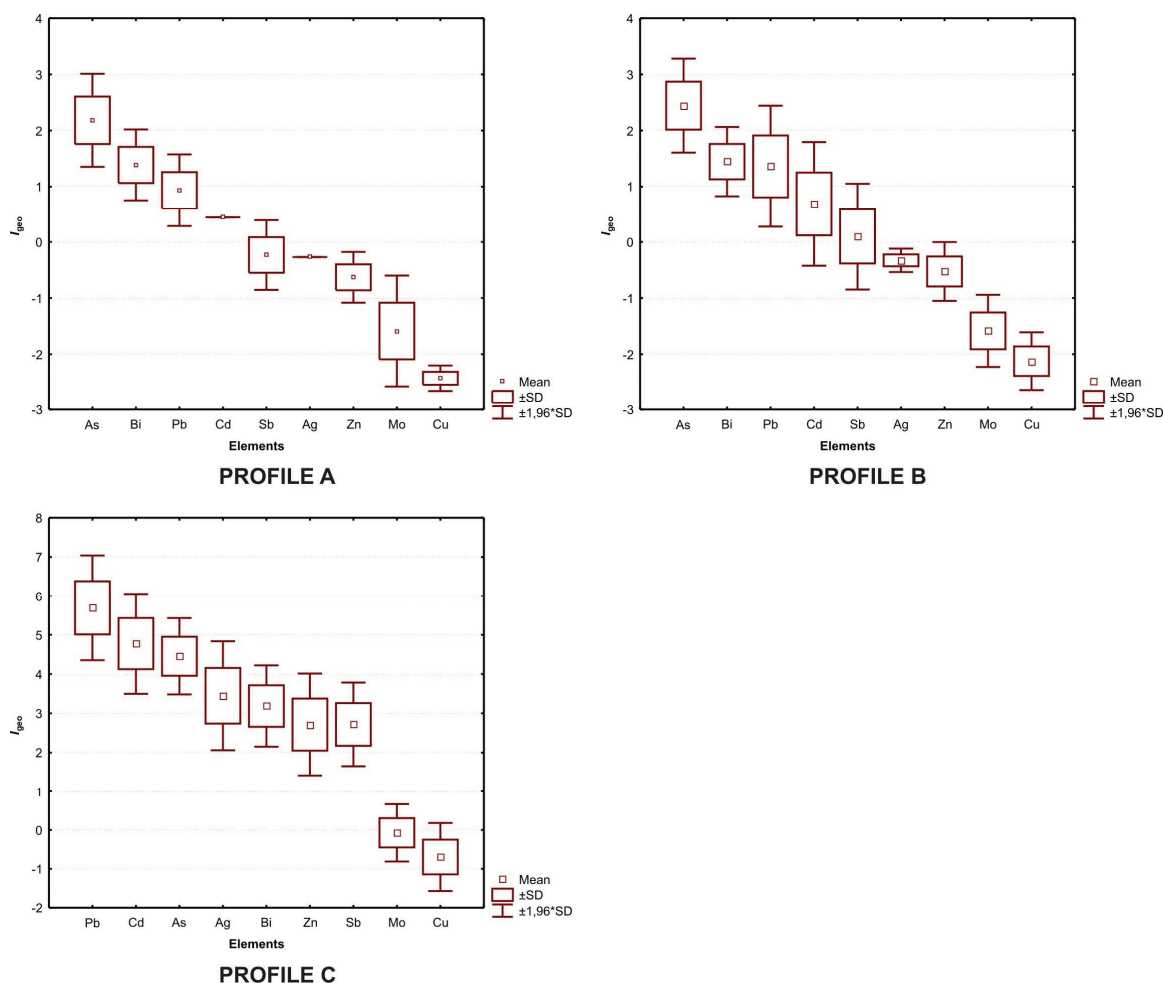 4
3
2
1
0
-1
-2
-3
I geo
As Bi Pb Cd Sb Ag Zn Mo Cu
Elements
Mean
±SD
±1,96*SD
PROFILE A
4
3
2
1
0
-1
-2
-3
I geo
As Bi Pb Cd Sb Ag Zn Mo Cu
Elements
Mean
±SD
±1,96*SD
PROFILE B
8
7
6
5
4
3
2
1
0
-1
-2
I geo
Pb Cd As Ag Bi Zn Sb Mo Cu
Elements
Mean
±SD
±1,96*SD
PROFILE C